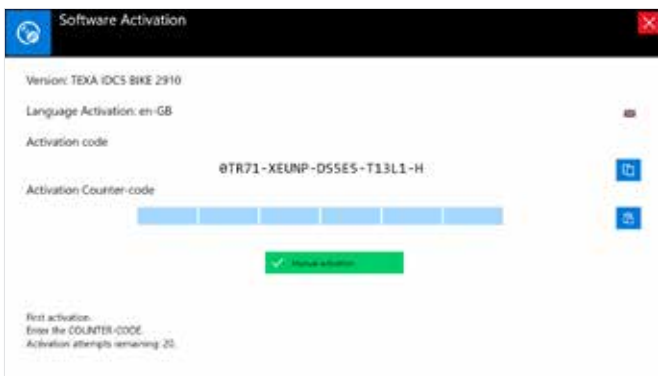 Software Activation
Version: TEXA IDC5 BIKE 2910
Language Activation: en-GB
Activation code
0TR71-XEUNP-DS5ES-T13L1-H
Activation Counter-code
Manual activation
First activation.
Enter the COUNTER-CODE.
Activation attempts remaining 20.